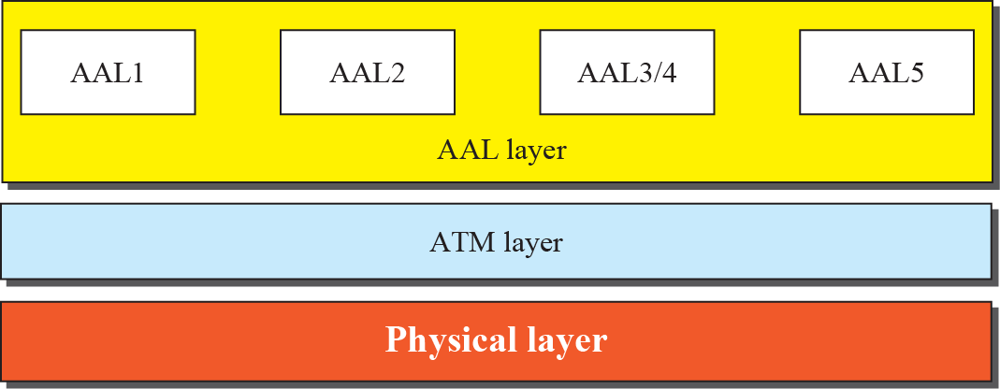 AAL1
AAL2
AAL3/4
AAL5
AAL layer
ATM layer
Physical layer